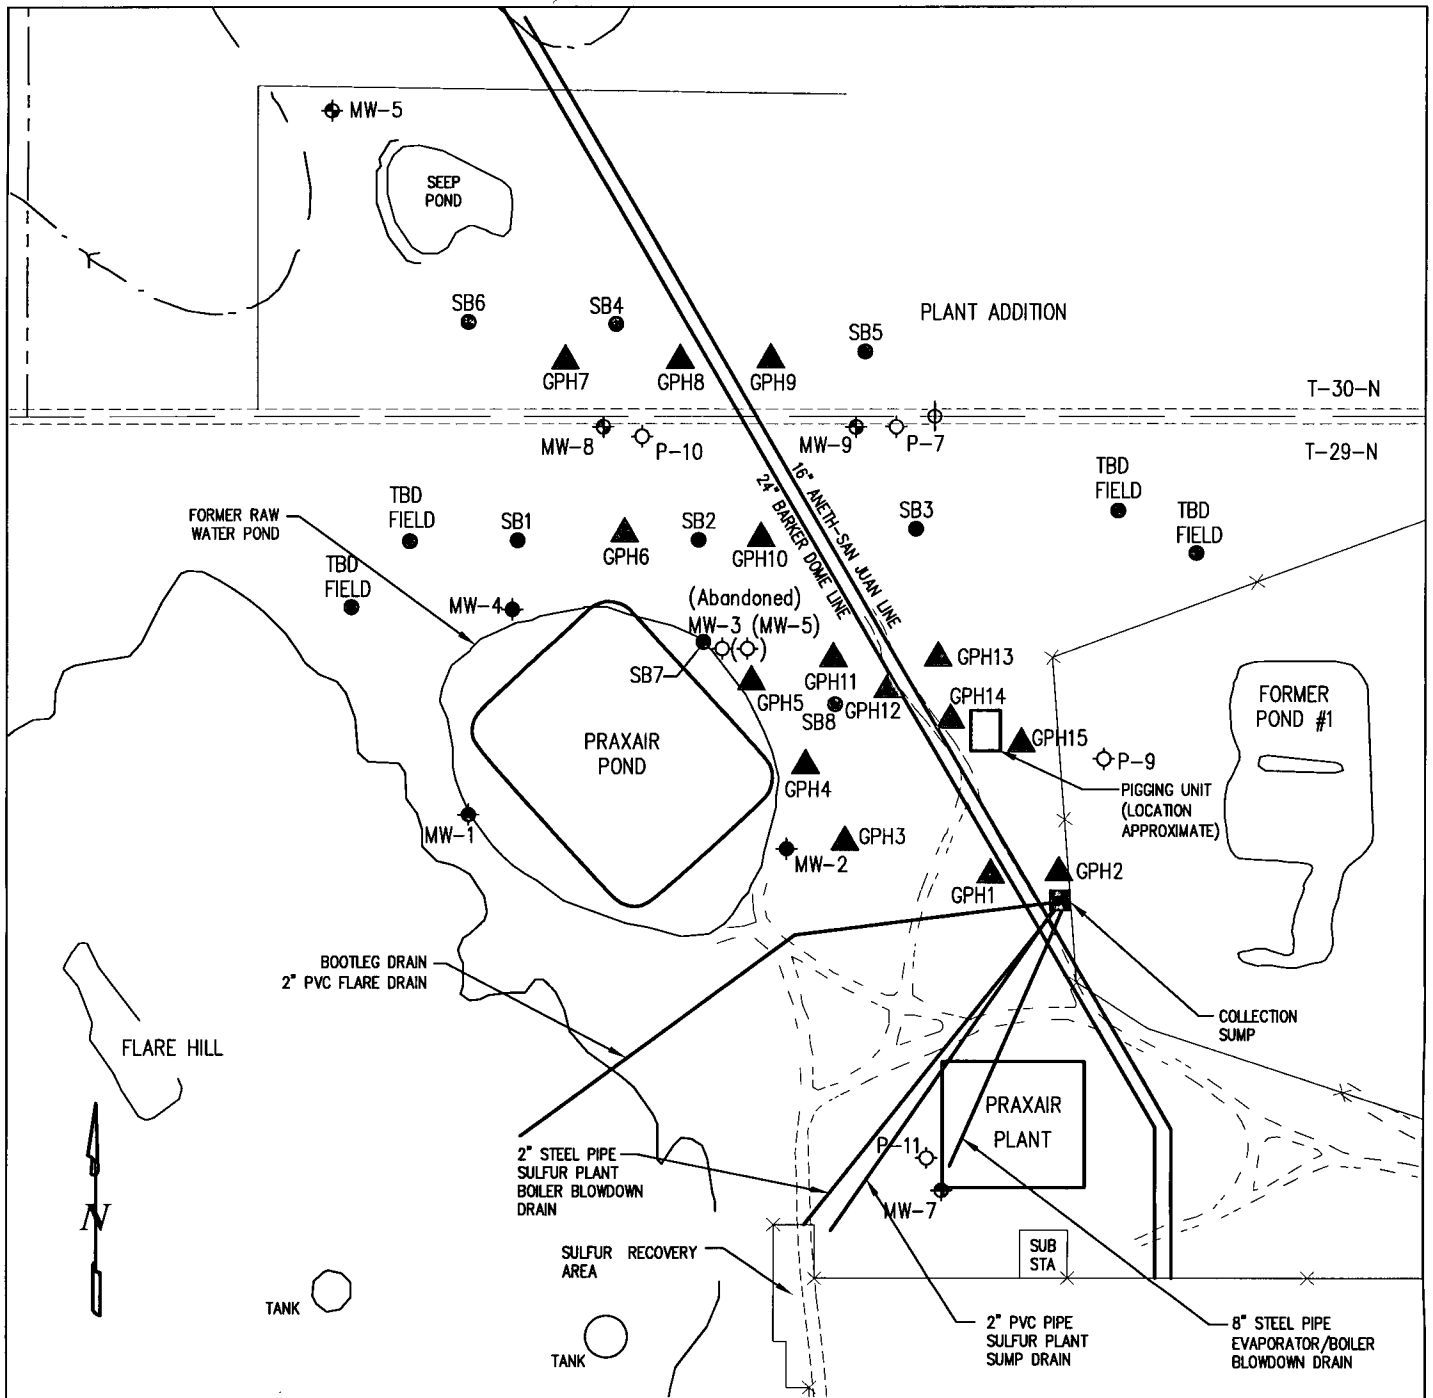 MW-5
SEEP
POND
SB6
SB4
SB5
PLANT ADDITION
GPH7
GPH8
GPH9
T-30-N
MW-8
P-10
MW-9
P-7
T-29-N
16" ANETH-SAN JUAN LINE
24" BARKER DOME LINE
TBD
FIELD
TBD
FIELD
TBD
FIELD
TBD
FIELD
FORMER RAW
WATER POND
SB1
GPH6
SB2
GPH10
SB3
MW-4
(Abandoned)
MW-3 (MW-5)
( )
SB7
GPH5
GPH11
SB8
GPH12
GPH13
GPH14
GPH15
FORMER
POND #1
PRAXAIR
POND
GPH4
P-9
PIGGING UNIT
(LOCATION
APPROXIMATE)
MW-1
MW-2
GPH3
GPH1
GPH2
BOOTLEG DRAIN
2" PVC FLARE DRAIN
COLLECTION
SUMP
FLARE HILL
PRAXAIR
PLANT
P-11
MW-7
2" STEEL PIPE
SULFUR PLANT
BOILER BLOWDOWN
DRAIN
N
SULFUR RECOVERY
AREA
SUB
STA
TANK
TANK
2" PVC PIPE
SULFUR PLANT
SUMP DRAIN
8" STEEL PIPE
EVAPORATOR/BOILER
BLOWDOWN DRAIN